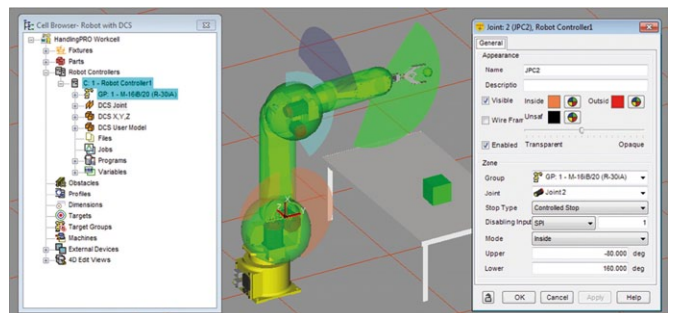 Cell Browser- Robot with DCS
HandlingPRO Workcell
Fixtures
Parts
Robot Controllers
C: 1 - Robot Controller1
GP: 1 - M-16iB/20 (R-30iA)
DCS Joint
DCS X,Y,Z
DCS User Model
Files
Jobs
Programs
Variables
Obstacles
Profiles
Dimensions
Targets
Target Groups
Machines
External Devices
4D Edit Views
Joint: 2 (JPC2), Robot Controller1
General
Appearance
Name JPC2
Descriptio
Visible Inside Outsid
Wire Fram Unsaf
Enabled Transparent Opaque
Zone
Group GP: 1 - M-16iB/20 (R-30iA)
Joint Joint2
Stop Type Controlled Stop
Disabling Input SPI 1
Mode Inside
Upper -80.000 deg
Lower 160.000 deg
OK Cancel Apply Help